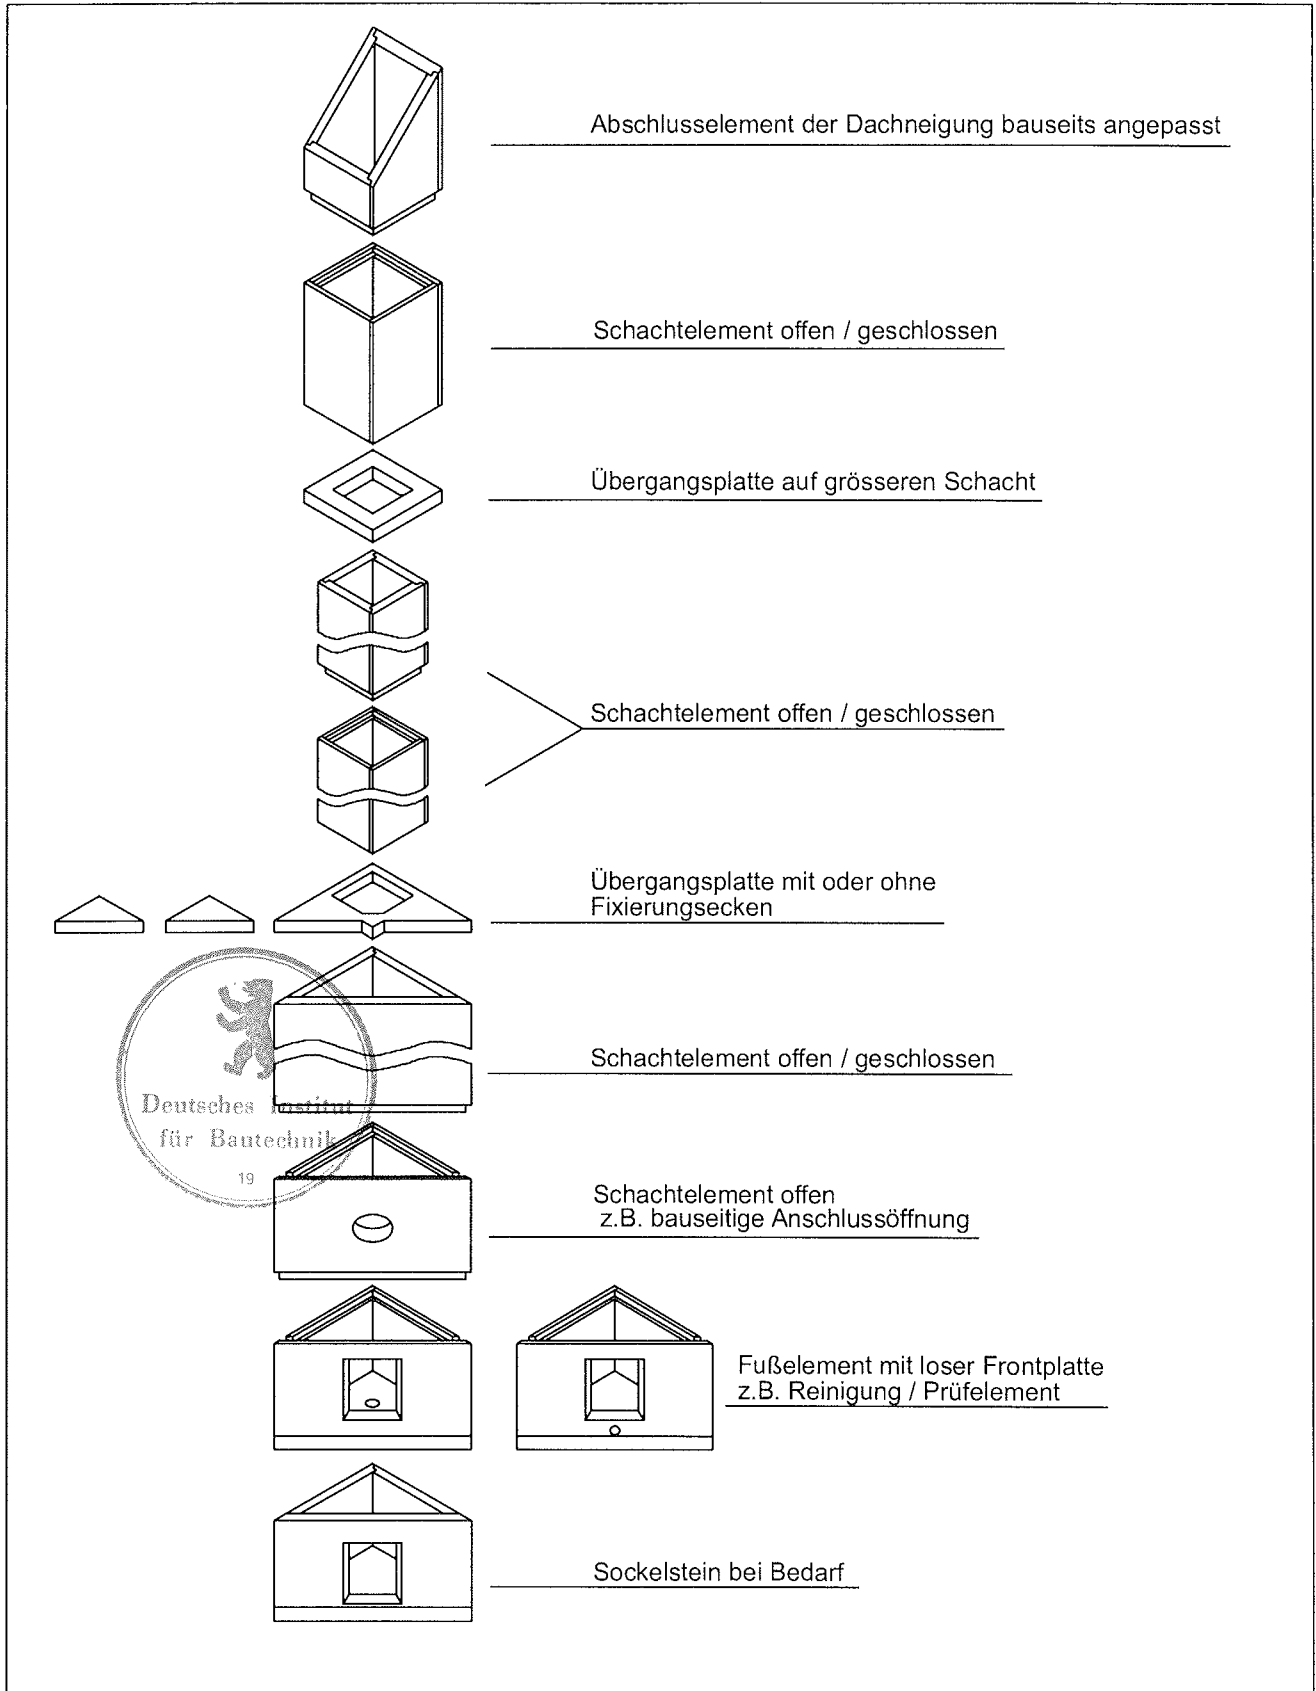 Abschlusselement der Dachneigung bauseits angepasst
Schachtelement offen / geschlossen
Übergangsplatte auf grösseren Schacht
Schachtelement offen / geschlossen
Übergangsplatte mit oder ohne
Fixierungsecken
Schachtelement offen / geschlossen
Deutsches Institut
für Bautechnik
19
Schachtelement offen
z.B. bauseitige Anschlussöffnung
Fußelement mit loser Frontplatte
z.B. Reinigung / Prüfelement
Sockelstein bei Bedarf